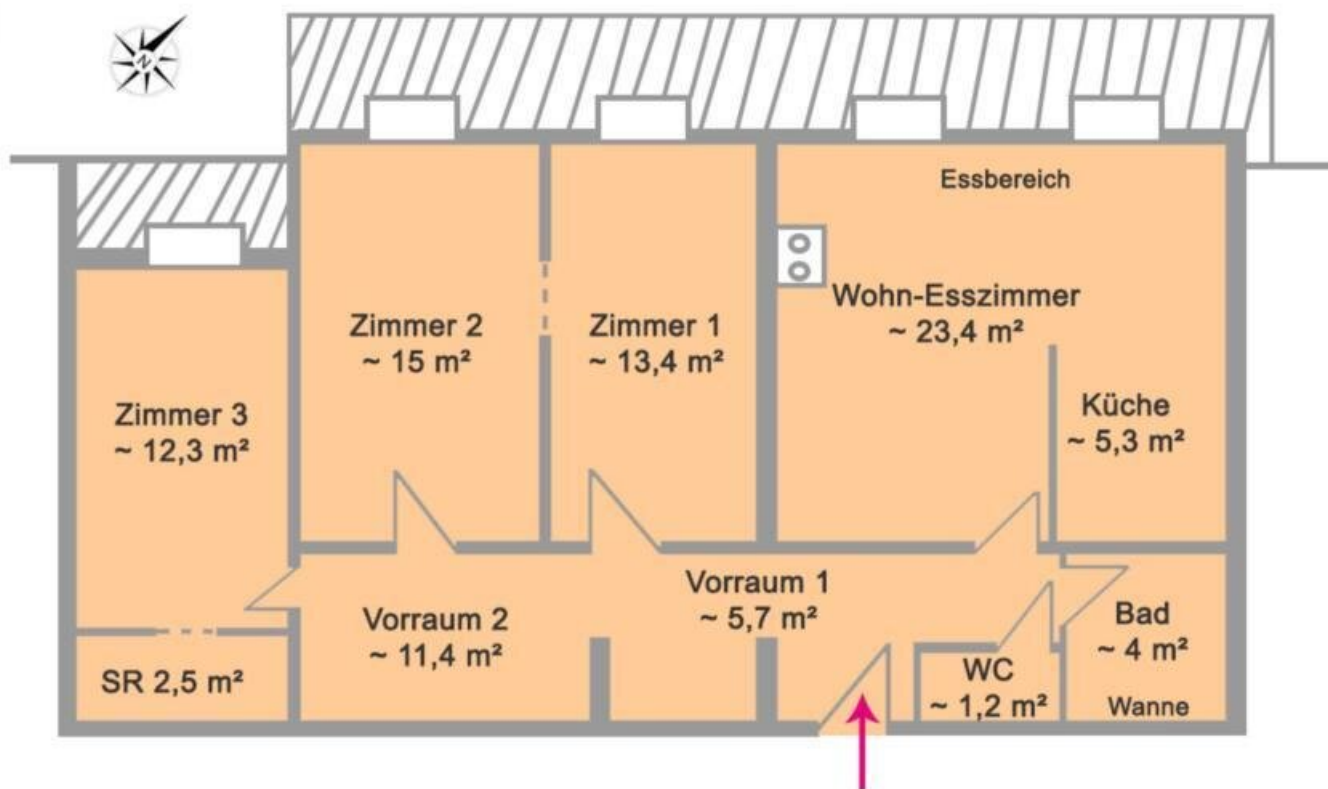 N
Essbereich
Wohn-Esszimmer
~ 23,4 m²
Zimmer 2
~ 15 m²
Zimmer 1
~ 13,4 m²
Zimmer 3
~ 12,3 m²
Küche
~ 5,3 m²
Vorraum 1
~ 5,7 m²
Vorraum 2
~ 11,4 m²
Bad
~ 4 m²
SR 2,5 m²
WC
~ 1,2 m²
Wanne